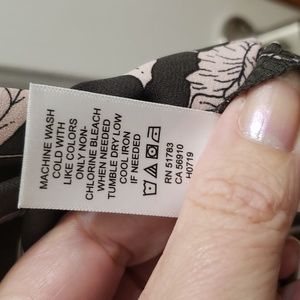 MACHINE WASH
COLD WITH
LIKE COLORS
ONLY NON-
CHLORINE BLEACH
WHEN NEEDED
TUMBLE DRY LOW
COOL IRON
IF NEEDED
RN 51783
CA 56910
H0719